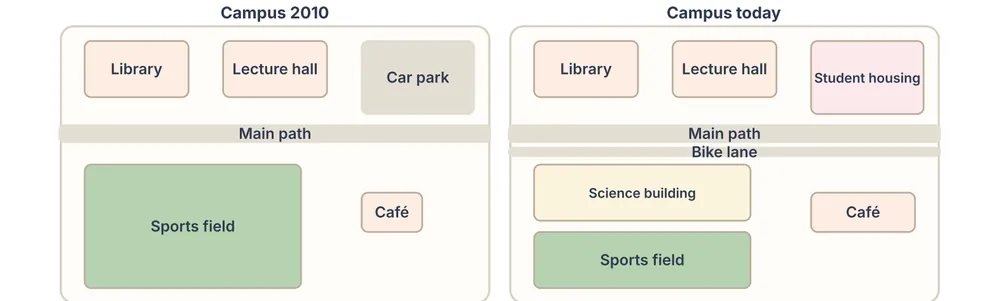 Campus 2010
Library
Lecture hall
Car park
Main path
Sports field
Café
Campus today
Library
Lecture hall
Student housing
Main path
Bike lane
Science building
Café
Sports field